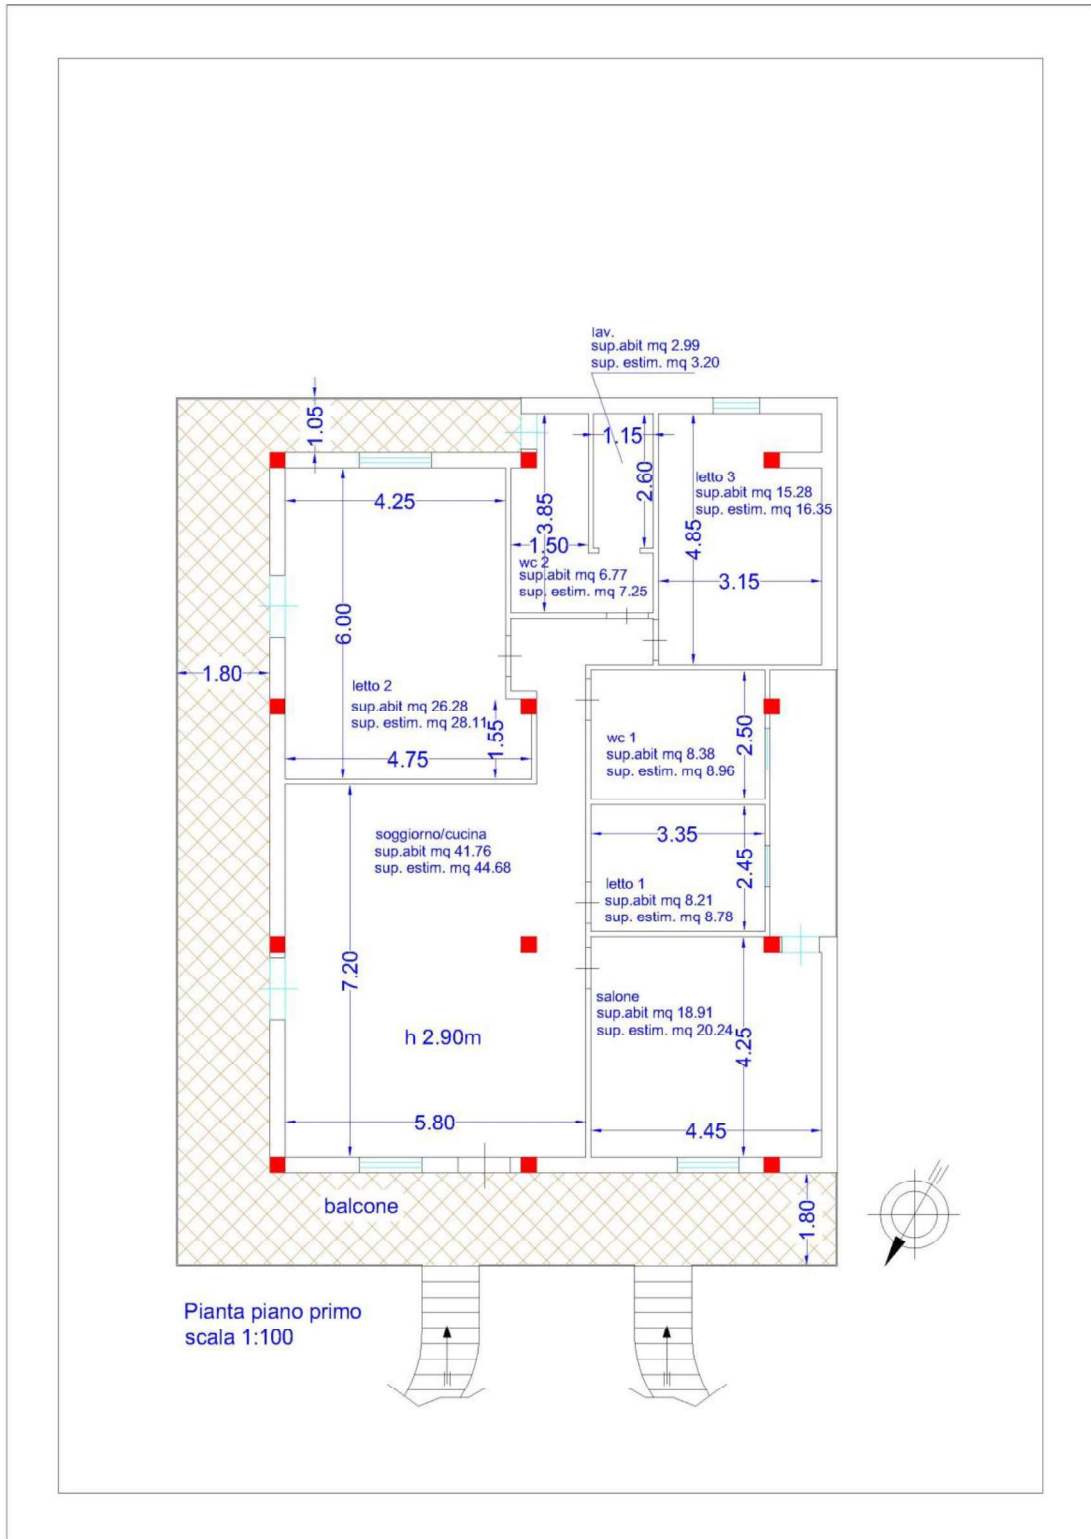 lav.
sup.abit mq 2.99
sup. estim. mq 3.20
1.05
1.15
4.25
2.60
letto 3
sup.abit mq 15.28
sup. estim. mq 16.35
3.85
4.85
1.50
wc 2
sup.abit mq 6.77
sup. estim. mq 7.25
3.15
6.00
1.80
letto 2
sup.abit mq 26.28
sup. estim. mq 28.11
1.55
4.75
wc 1
sup.abit mq 8.38
sup. estim. mq 8.96
2.50
soggiorno/cucina
sup.abit mq 41.76
sup. estim. mq 44.68
3.35
2.45
letto 1
sup.abit mq 8.21
sup. estim. mq 8.78
7.20
salone
sup.abit mq 18.91
sup. estim. mq 20.24
4.25
h 2.90m
5.80
4.45
balcone
1.80
Pianta piano primo
scala 1:100